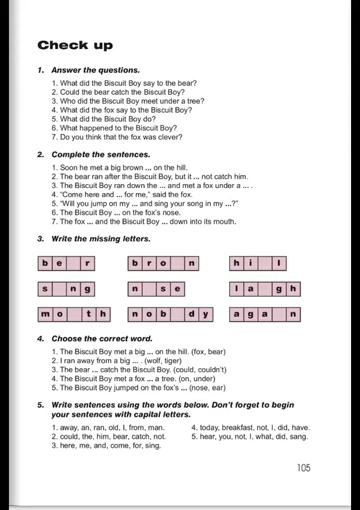 Check up
1. Answer the questions.
1. What did the Biscuit Boy say to the bear?
2. Could the bear catch the Biscuit Boy?
3. Who did the Biscuit Boy meet under a tree?
4. What did the fox say to the Biscuit Boy?
5. What did the Biscuit Boy do?
6. What happened to the Biscuit Boy?
7. Do you think that the fox was clever?
2. Complete the sentences.
1. Soon he met a big brown ... on the hill.
2. The bear ran after the Biscuit Boy, but it ... not catch him.
3. The Biscuit Boy ran down the ... and met a fox under a ... .
4. “Come here and ... for me,” said the fox.
5. “Will you jump on my ... and sing your song in my ...?”
6. The Biscuit Boy ... on the fox’s nose.
7. The fox ... and the Biscuit Boy ... down into its mouth.
3. Write the missing letters.
b e r b r o n h i l
s n g n s e l a g h
m o t h n o b d y a g a n
4. Choose the correct word.
1. The Biscuit Boy met a big ... on the hill. (fox, bear)
2. I ran away from a big ... . (wolf, tiger)
3. The bear ... catch the Biscuit Boy. (could, couldn’t)
4. The Biscuit Boy met a fox ... a tree. (on, under)
5. The Biscuit Boy jumped on the fox’s ... (nose, ear)
5. Write sentences using the words below. Don’t forget to begin
your sentences with capital letters.
1. away, an, ran, old, I, from, man.
2. could, the, him, bear, catch, not.
3. here, me, and, come, for, sing.
4. today, breakfast, not, I, did, have.
5. hear, you, not, I, what, did, sang.
105